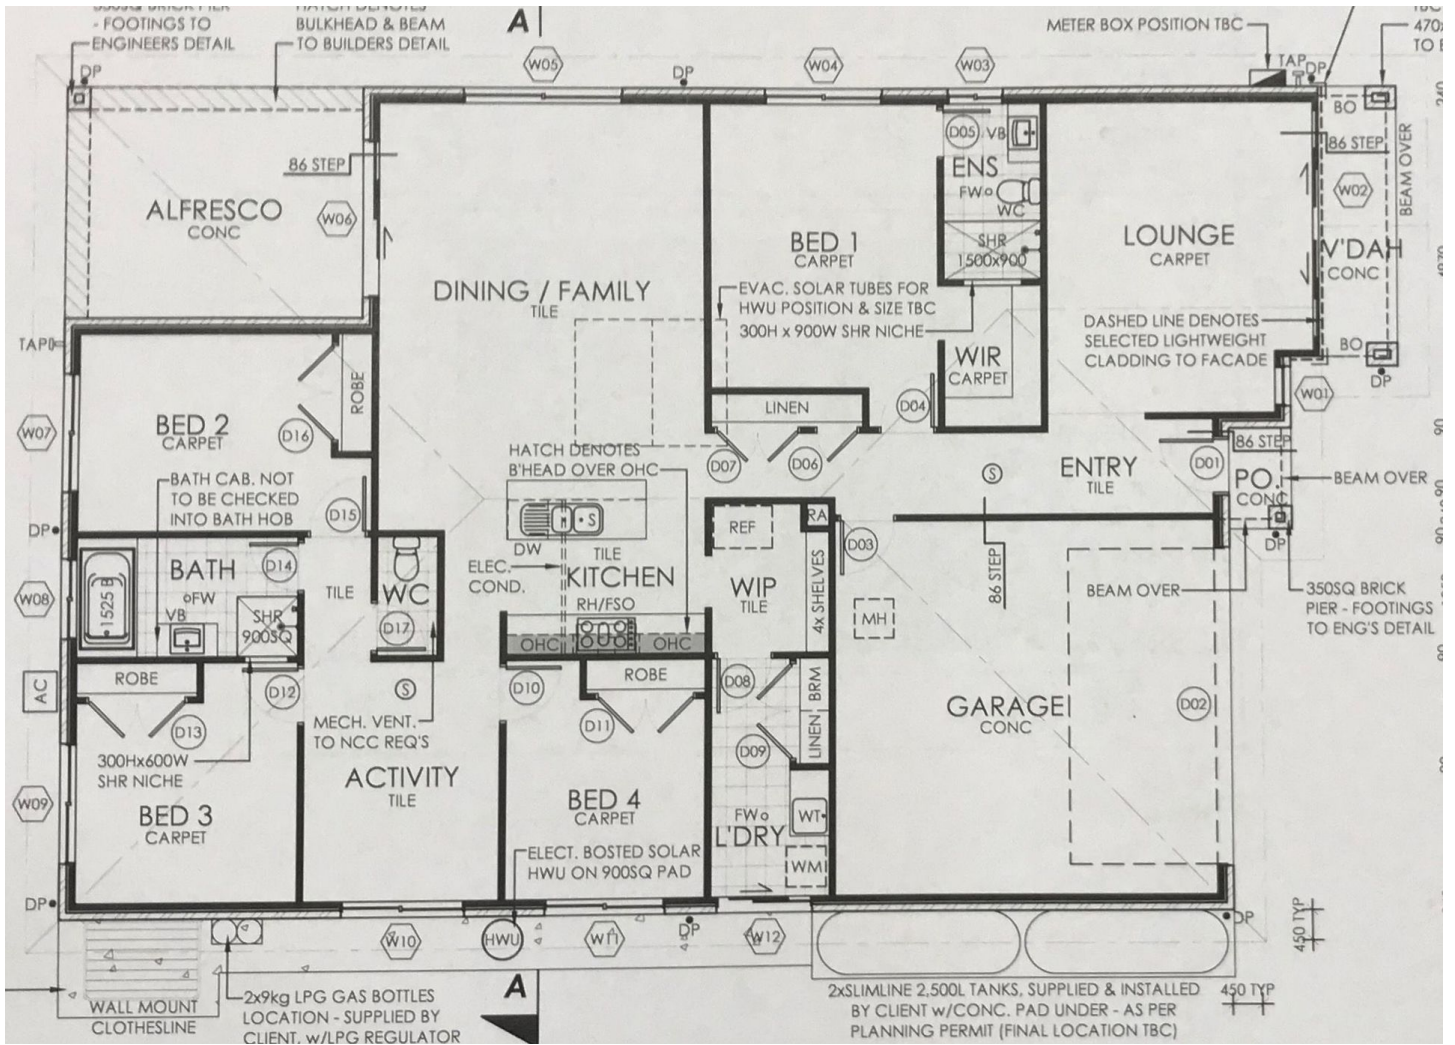 350SQ BRICK PIER
- FOOTINGS TO
ENGINEERS DETAIL
HATCH DENOTES
BULKHEAD & BEAM
TO BUILDERS DETAIL
A
METER BOX POSITION TBC
TO
DP
W05
DP
W04
W03
TAP
DP
BO
240
86 STEP
D05
VB
86 STEP
BEAM OVER
ALFRESCO
CONC
W06
ENS
FW
WC
W02
BED 1
CARPET
SHR
1500x900
LOUNGE
CARPET
V'DAH
CONC
DINING / FAMILY
TILE
EVAC. SOLAR TUBES FOR
HWU POSITION & SIZE TBC
300H x 900W SHR NICHE
DASHED LINE DENOTES
SELECTED LIGHTWEIGHT
CLADDING TO FACADE
BO
TAP
WIR
CARPET
DP
ROBE
W01
LINEN
D04
BED 2
CARPET
D16
W07
86 STEP
HATCH DENOTES
B'HEAD OVER OHC
D07
D06
S
ENTRY
TILE
D01
PO.
CONC
BEAM OVER
90
90
BATH CAB. NOT
TO BE CHECKED
INTO BATH HOB
D15
REF
RA
DP
S
DW
TILE
D03
DP
BATH
FW
D14
TILE
WC
ELEC.
COND.
KITCHEN
RH/FSO
WIP
TILE
4x SHELVES
86 STEP
BEAM OVER
350SQ BRICK
PIER - FOOTINGS
TO ENG'S DETAIL
W08
1525 B
VB
SHR
900SQ
D17
MH
OHC
OHC
90
AC
ROBE
D12
S
D10
ROBE
D08
BRM
LINEN
D13
MECH. VENT.
TO NCC REQ'S
D11
D09
GARAGE
CONC
D02
300Hx600W
SHR NICHE
ACTIVITY
TILE
W09
BED 3
CARPET
BED 4
CARPET
FW
L'DRY
WT
ELECT. BOSTED SOLAR
HWU ON 900SQ PAD
WM
DP
DP
DP
450 TYP
W10
HWU
W11
W12
A
WALL MOUNT
CLOTHESLINE
2x9kg LPG GAS BOTTLES
LOCATION - SUPPLIED BY
CLIENT, w/LPG REGULATOR
2xSLIMLINE 2,500L TANKS, SUPPLIED & INSTALLED
BY CLIENT w/CONC. PAD UNDER - AS PER
PLANNING PERMIT (FINAL LOCATION TBC)
450 TYP